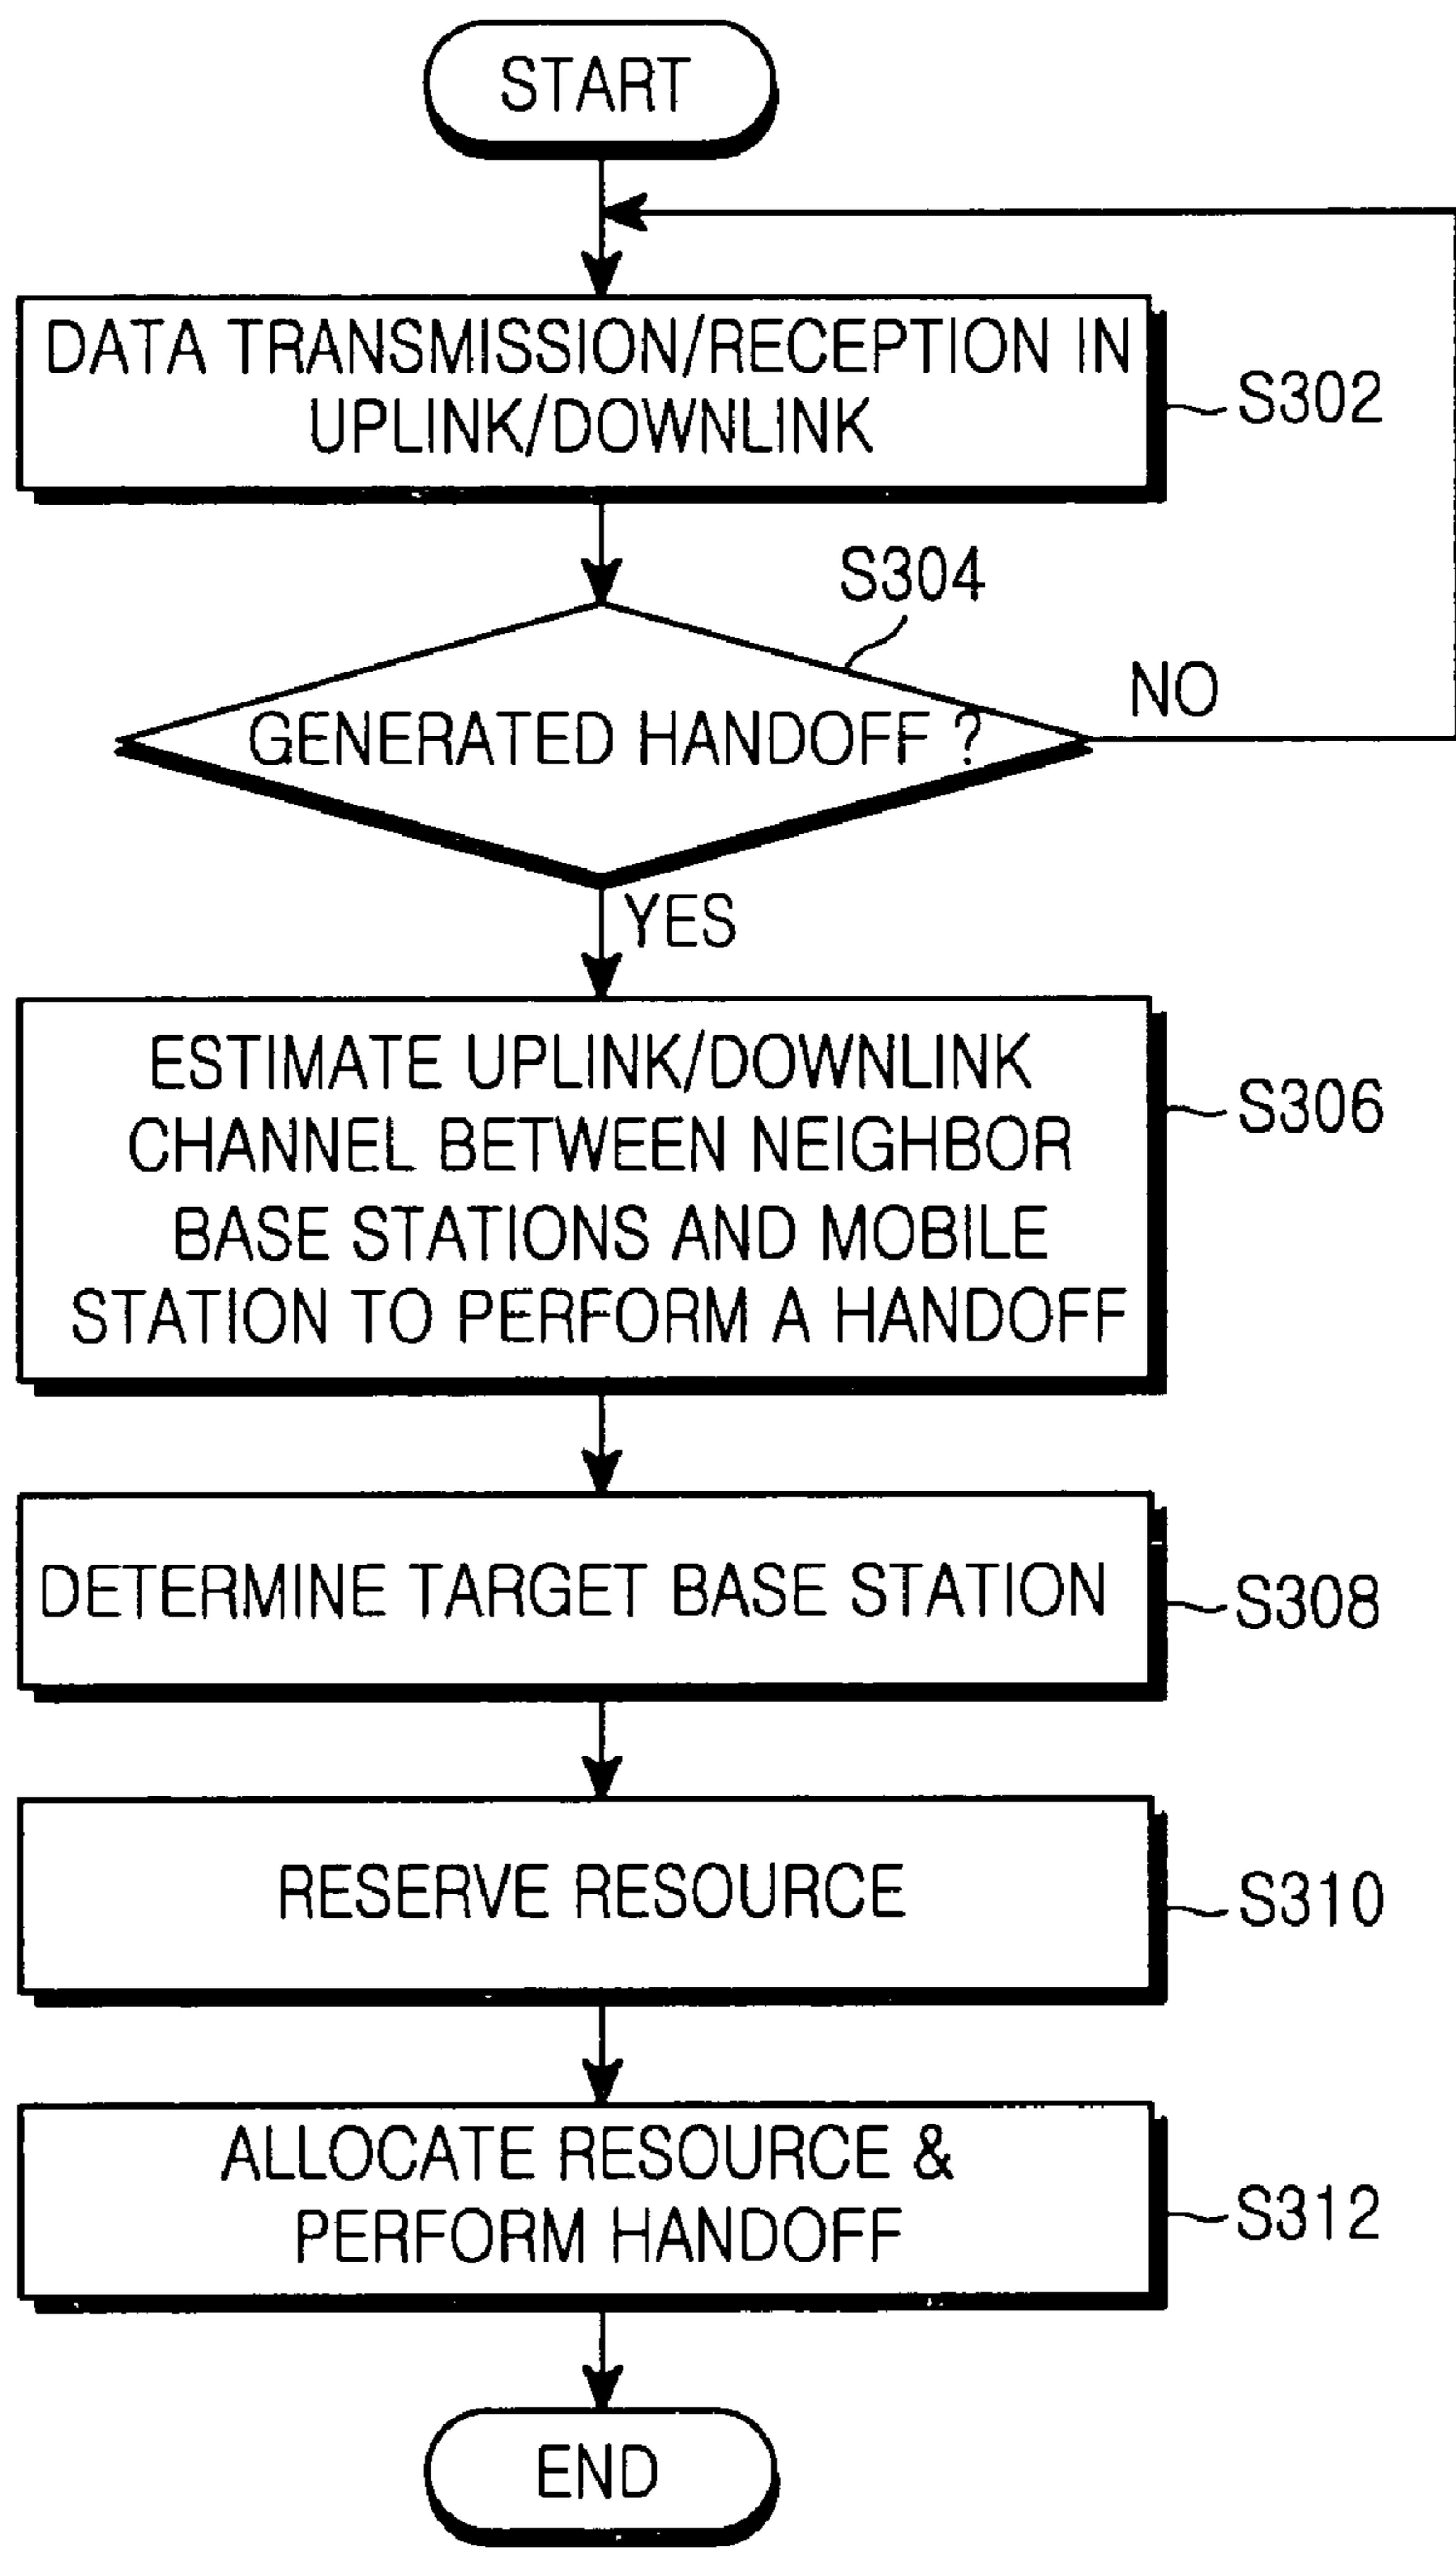 START
DATA TRANSMISSION/RECEPTION IN
UPLINK/DOWNLINK
S302
S304
GENERATED HANDOFF ?
NO
YES
ESTIMATE UPLINK/DOWNLINK
CHANNEL BETWEEN NEIGHBOR
BASE STATIONS AND MOBILE
STATION TO PERFORM A HANDOFF
S306
DETERMINE TARGET BASE STATION
S308
RESERVE RESOURCE
S310
ALLOCATE RESOURCE &
PERFORM HANDOFF
S312
END